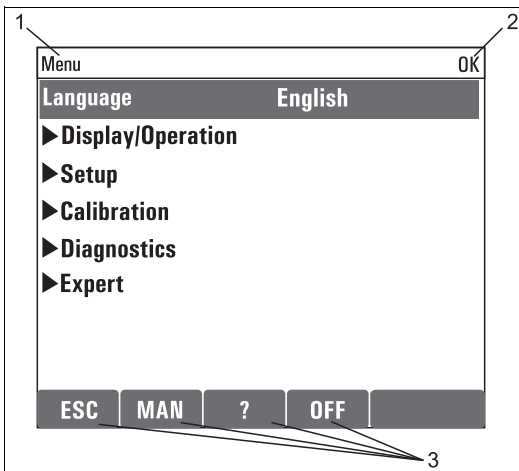 1 2
Menu OK
Language English
▶Display/Operation
▶Setup
▶Calibration
▶Diagnostics
▶Expert
ESC MAN ? OFF
3